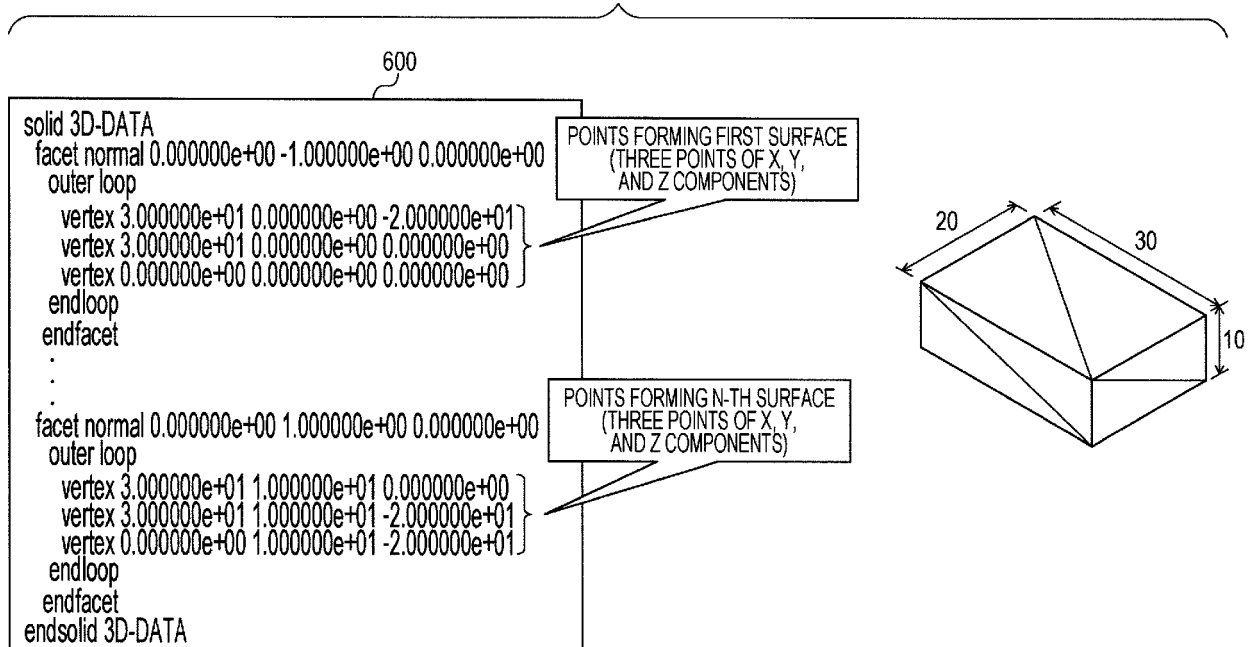 600
solid 3D-DATA
facet normal 0.000000e+00 -1.000000e+00 0.000000e+00
outer loop
vertex 3.000000e+01 0.000000e+00 -2.000000e+01
vertex 3.000000e+01 0.000000e+00 0.000000e+00
vertex 0.000000e+00 0.000000e+00 0.000000e+00
endloop
endfacet
.
.
.
facet normal 0.000000e+00 1.000000e+00 0.000000e+00
outer loop
vertex 3.000000e+01 1.000000e+01 0.000000e+00
vertex 3.000000e+01 1.000000e+01 -2.000000e+01
vertex 0.000000e+00 1.000000e+01 -2.000000e+01
endloop
endfacet
endsolid 3D-DATA
POINTS FORMING FIRST SURFACE
(THREE POINTS OF X, Y,
AND Z COMPONENTS)
POINTS FORMING N-TH SURFACE
(THREE POINTS OF X, Y,
AND Z COMPONENTS)
20
30
10